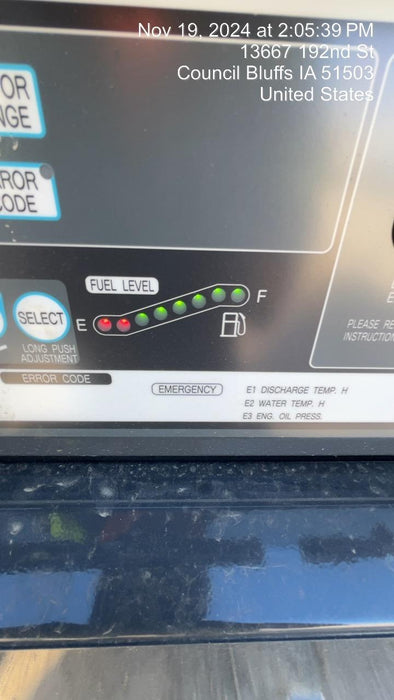 Nov 19, 2024 at 2:05:39 PM
13667 192nd St
Council Bluffs IA 51503
United States
OR
NGE
ROR
ODE
FUEL LEVEL
F
SELECT
E
LONG PUSH
ADJUSTMENT
PLEASE RE
INSTRUCTION
ERROR CODE
EMERGENCY
E1 DISCHARGE TEMP. H
E2 WATER TEMP. H
E3 ENG. OIL PRESS.